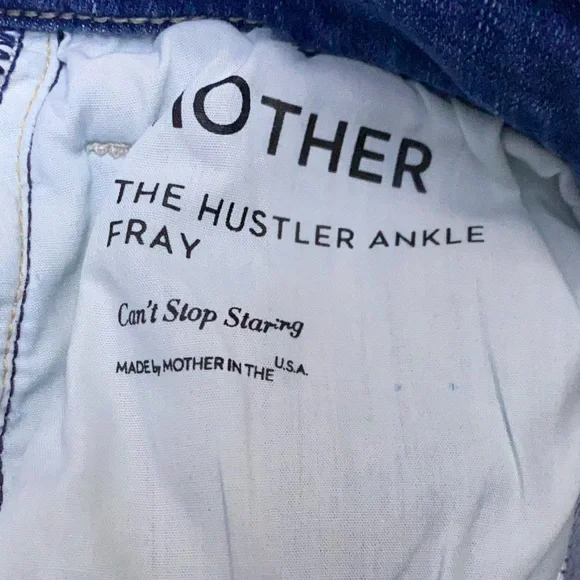 MOTHER
THE HUSTLER ANKLE
FRAY
Can't Stop Staring
MADE by MOTHER IN THE U.S.A.